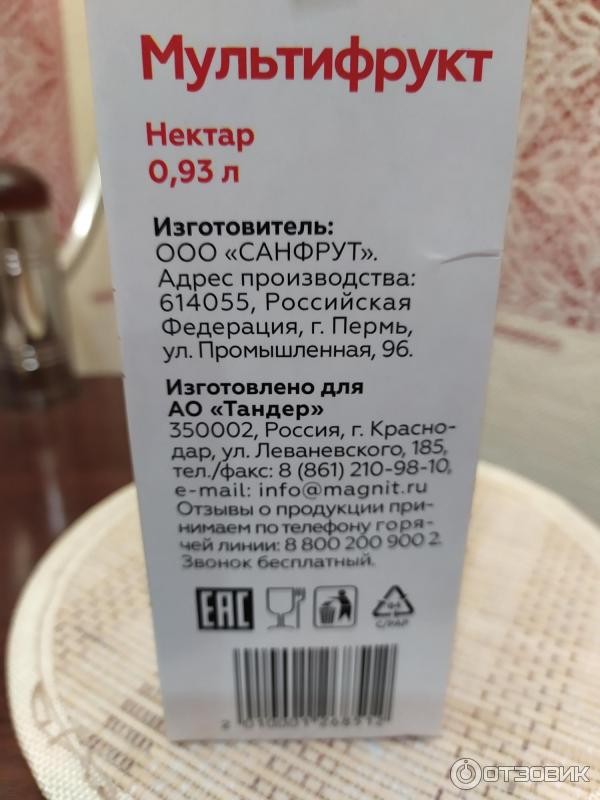 Мультифрукт
Нектар
0,93 л
Изготовитель:
ООО «САНФРУТ».
Адрес производства:
614055, Российская
Федерация, г. Пермь,
ул. Промышленная, 96.
Изготовлено для
АО «Тандер»
350002, Россия, г. Красно-
дар, ул. Леваневского, 185,
тел./факс: 8 (861) 210-98-10,
e-mail: info@magnit.ru
Отзывы о продукции при-
нимаем по телефону горя-
чей линии: 8 800 200 900 2.
Звонок бесплатный.
EAC
84
C/PAP
ОТЗОВИК